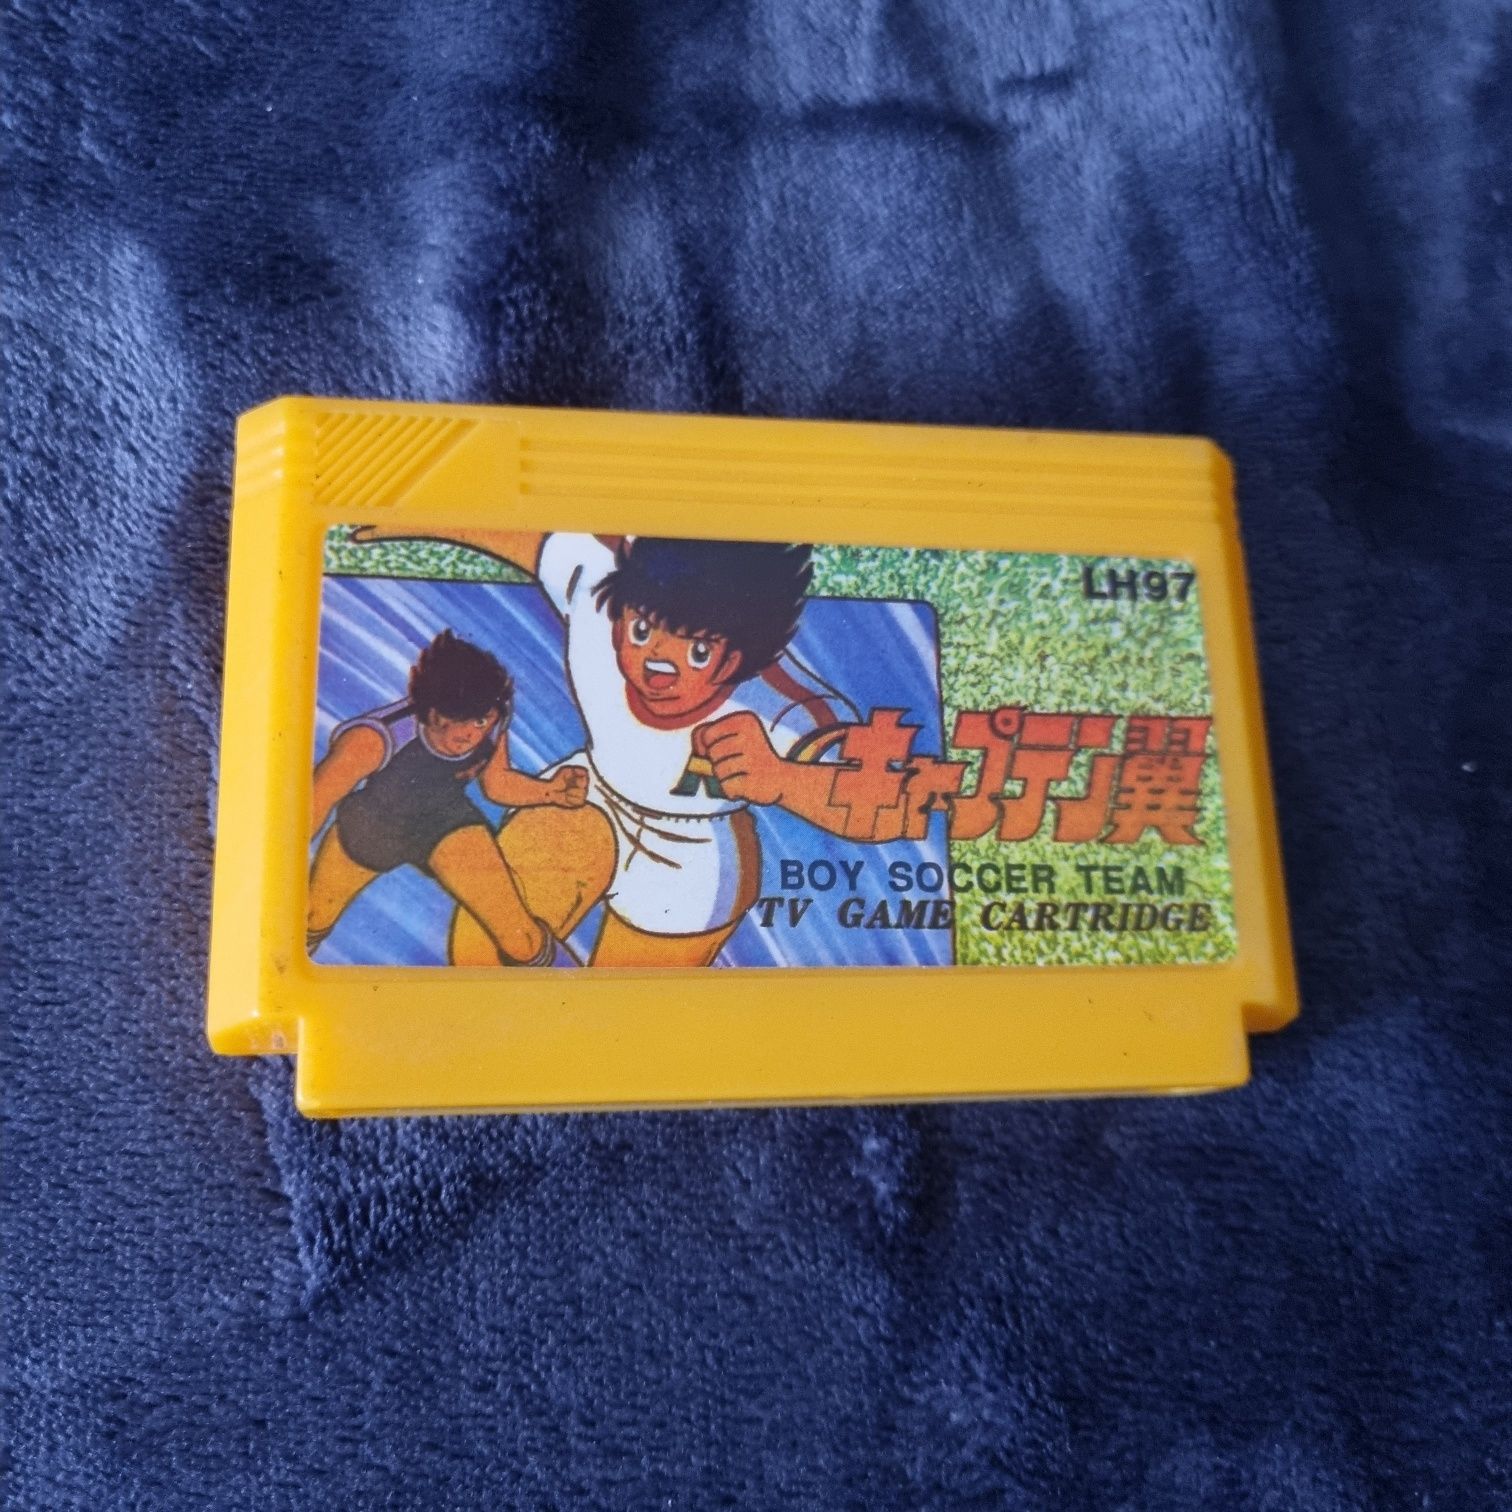 LH97
キャプテン翼
BOY SOCCER TEAM
TV GAME CARTRIDGE